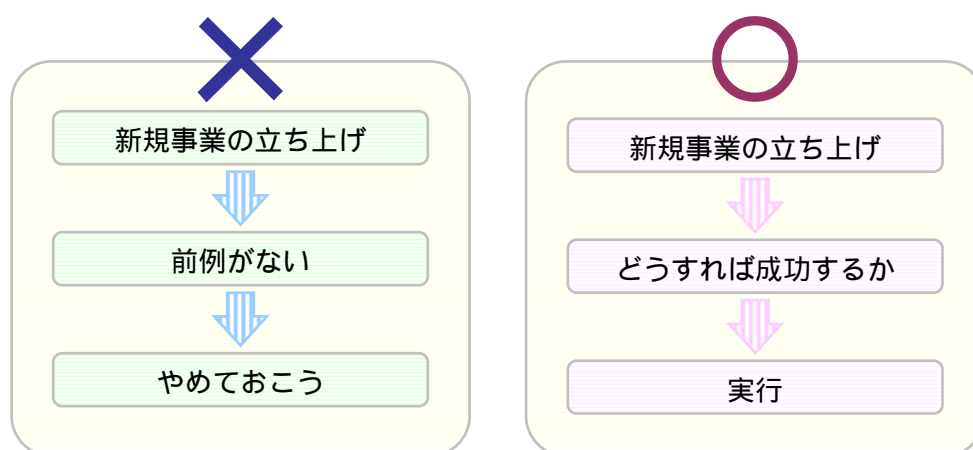 新規事業の立ち上げ
前例がない
やめておこう
新規事業の立ち上げ
どうすれば成功するか
実行